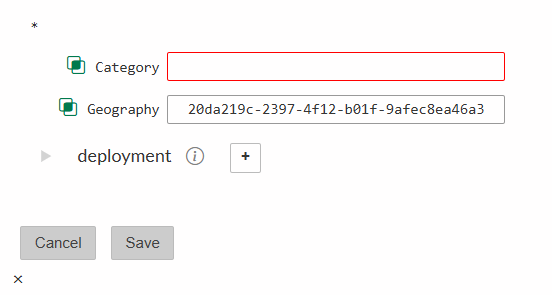 *
Category
Geography 20da219c-2397-4f12-b01f-9afec8ea46a3
deployment i +
Cancel Save
×